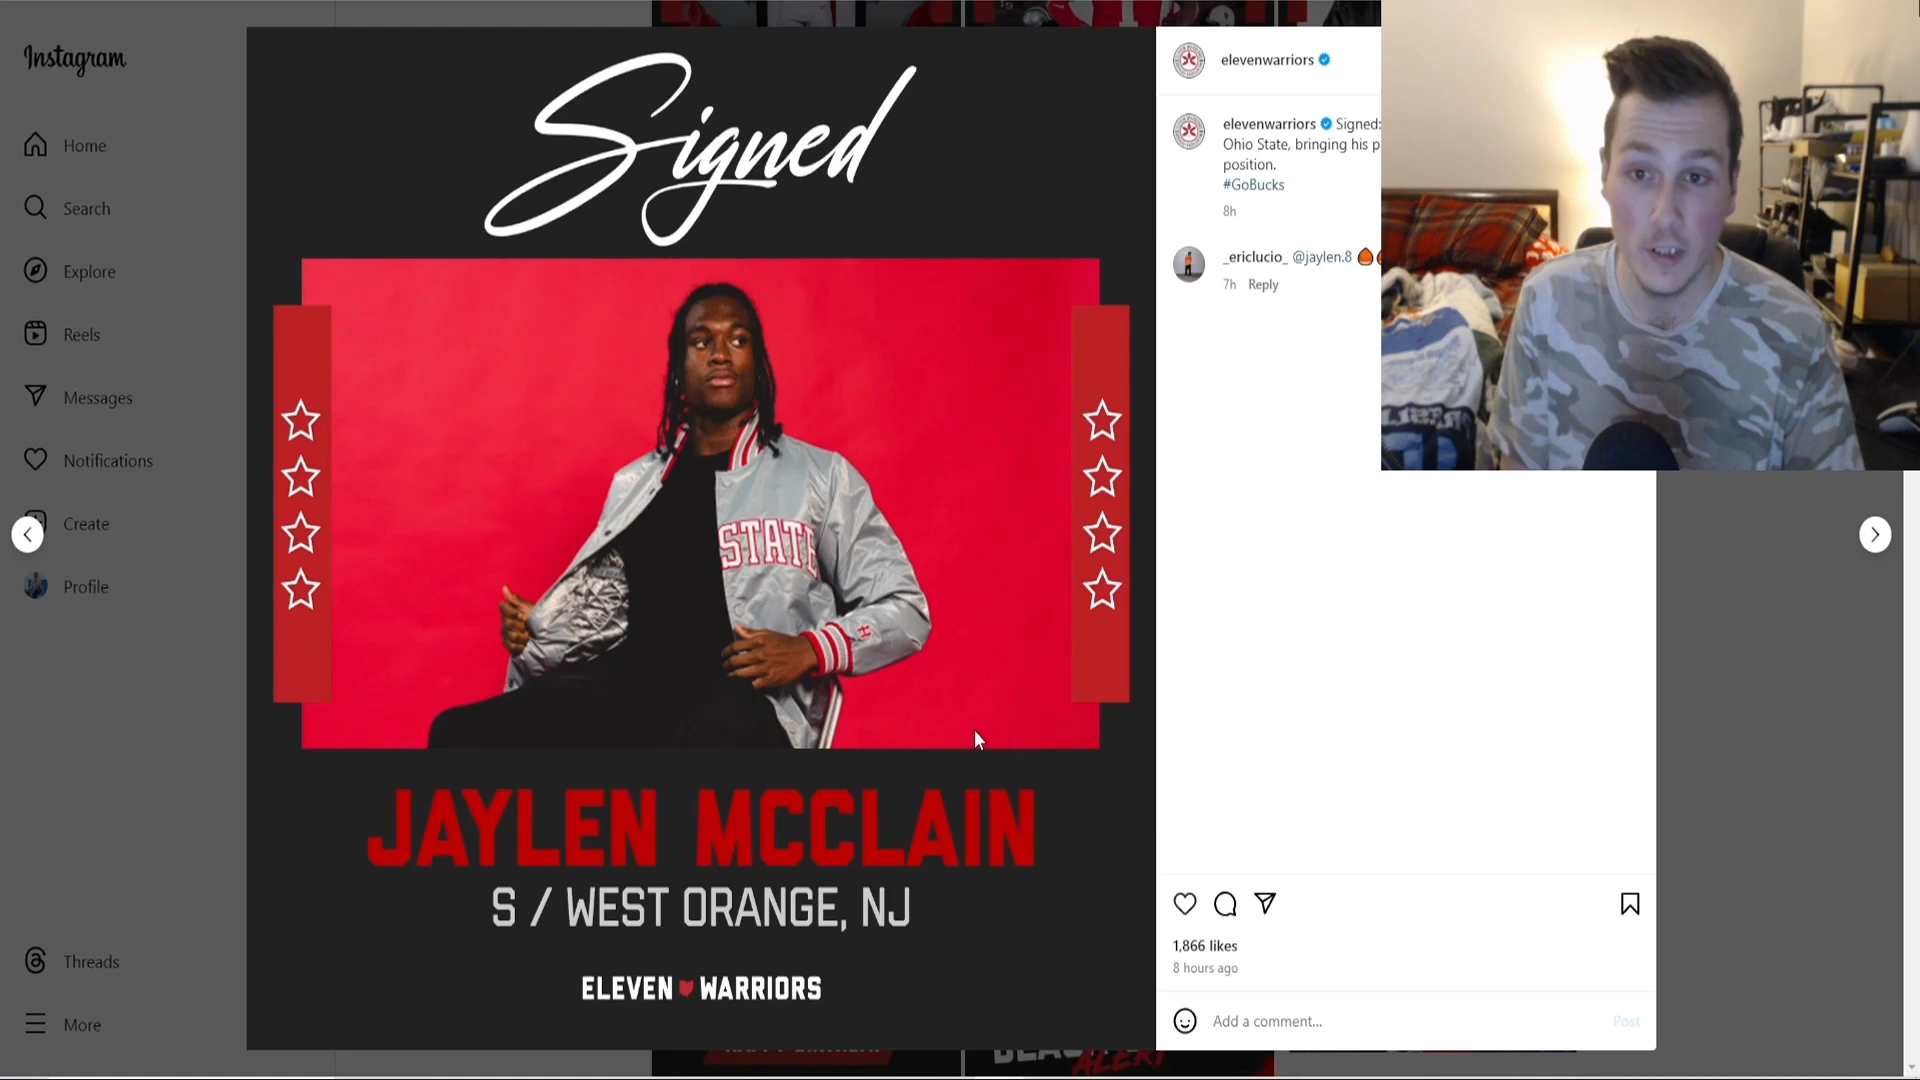 Instagram
Home
Search
Explore
Reels
Messages
Notifications
Create
Profile
Threads
More
Signed
STATE
JAYLEN MCCLAIN
S / WEST ORANGE, NJ
ELEVEN WARRIORS
elevenwarriors
elevenwarriors Signed:
Ohio State, bringing his p
position.
#GoBucks
8h
_ericlucio_ @jaylen.8
7h Reply
1,866 likes
8 hours ago
Add a comment...
Post
ALERT